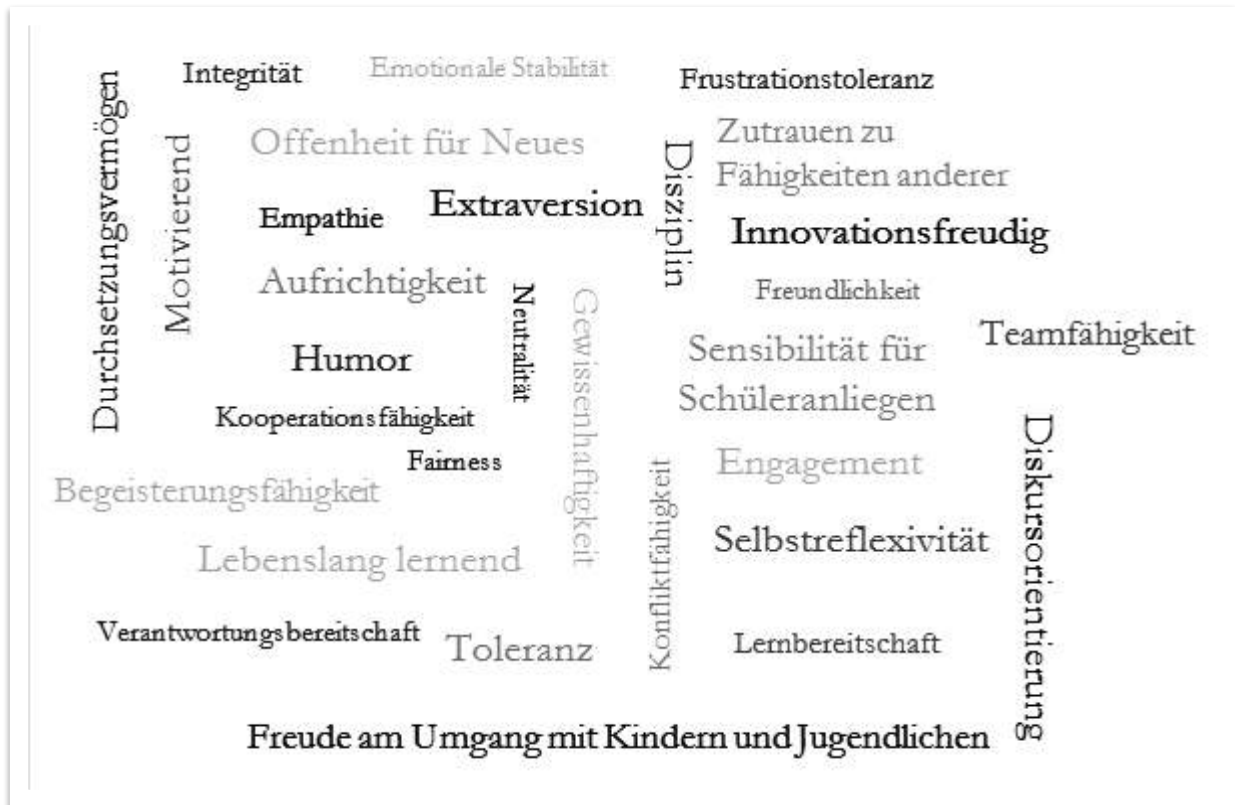 Integrität
Emotionale Stabilität
Frustrationstoleranz
Durchsetzungsvermögen
Motivierend
Offenheit für Neues
Disziplin
Zutrauen zu
Fähigkeiten anderer
Empathie
Extraversion
Innovationsfreudig
Aufrichtigkeit
Neutralität
Gewissenhaftigkeit
Freundlichkeit
Teamfähigkeit
Humor
Sensibilität für
Schüleranliegen
Kooperationsfähigkeit
Fairness
Diskursorientierung
Begeisterungsfähigkeit
Konfliktfähigkeit
Engagement
Lebenslang lernend
Selbstreflexivität
Verantwortungsbereitschaft
Toleranz
Lernbereitschaft
Freude am Umgang mit Kindern und Jugendlichen